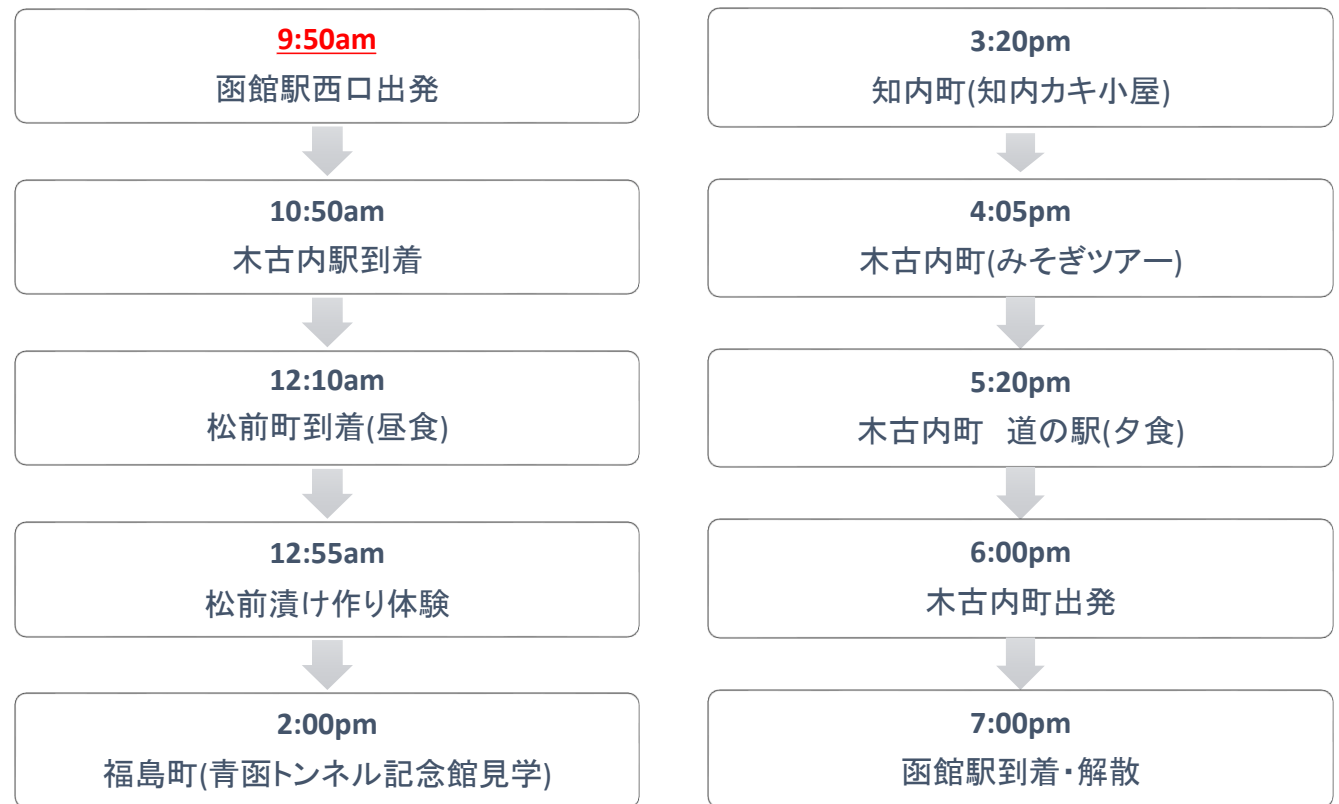 9:50am
函館駅西口出発
10:50am
木古内駅到着
12:10am
松前町到着(昼食)
12:55am
松前漬け作り体験
2:00pm
福島町(青函トンネル記念館見学)
3:20pm
知内町(知内カキ小屋)
4:05pm
木古内町(みそぎツアー)
5:20pm
木古内町　道の駅(夕食)
6:00pm
木古内町出発
7:00pm
函館駅到着・解散